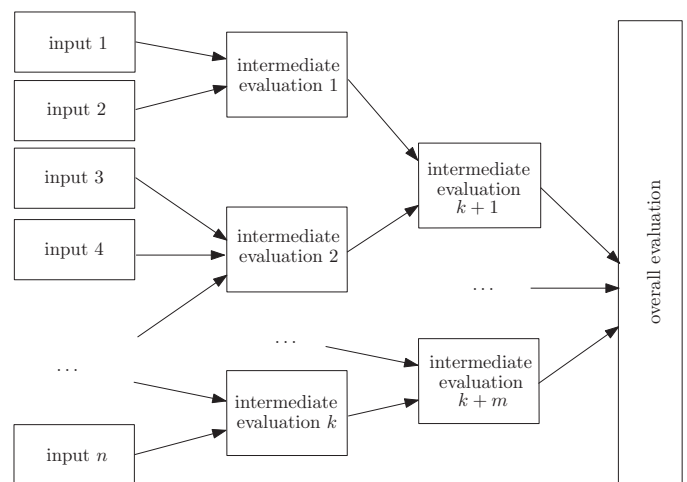 input 1
input 2
input 3
input 4
...
input n
intermediate
evaluation 1
intermediate
evaluation 2
...
intermediate
evaluation k
intermediate
evaluation
k + 1
...
intermediate
evaluation
k + m
overall evaluation